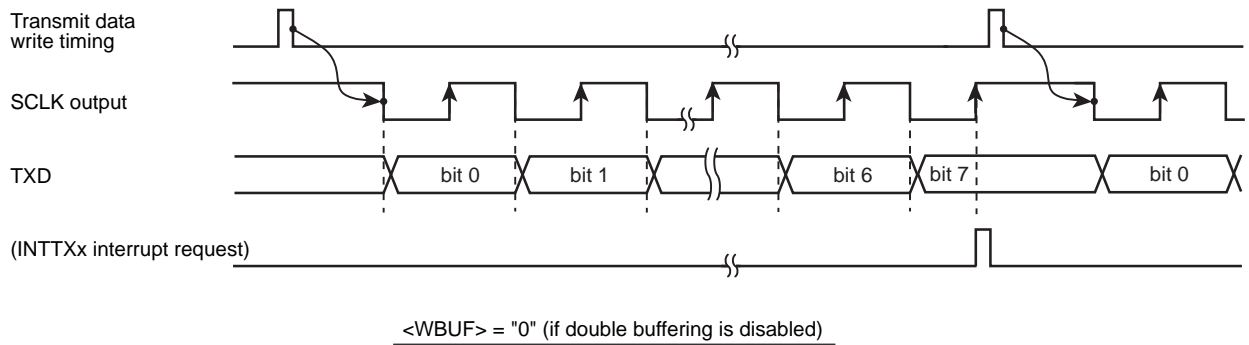 Transmit data
write timing
SCLK output
TXD
bit 0
bit 1
bit 6
bit 7
bit 0
(INTTXx interrupt request)
<WBUF> = "0" (if double buffering is disabled)